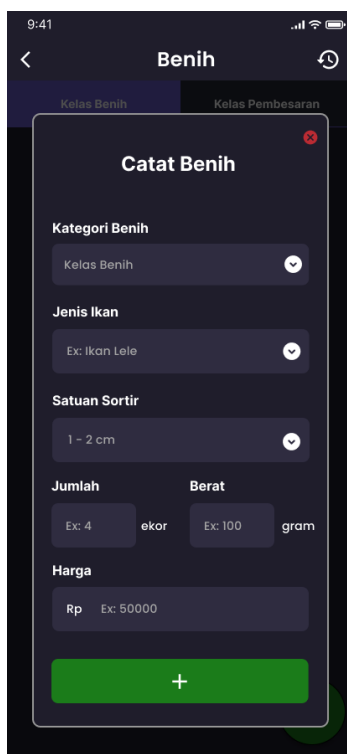 9:41
Benih
Kelas Benih Kelas Pembesaran
Catat Benih
Kategori Benih
Kelas Benih
Jenis Ikan
Ex: Ikan Lele
Satuan Sortir
1 - 2 cm
Jumlah Berat
Ex: 4 ekor Ex: 100 gram
Harga
Rp Ex: 50000
+